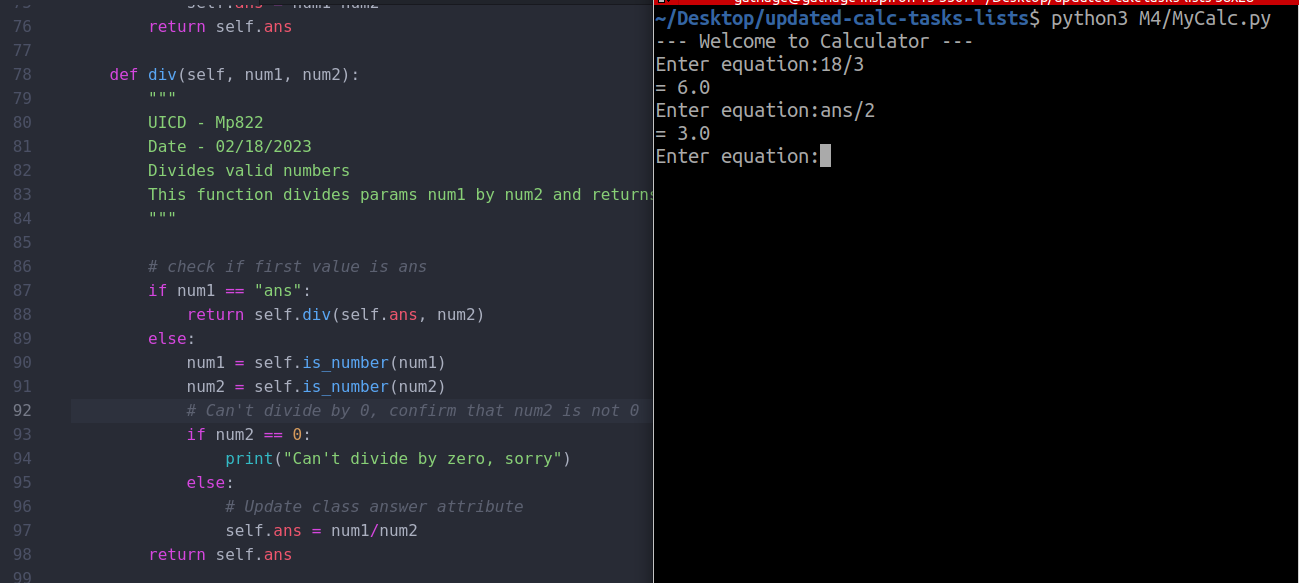 76 return self.ans
77
78 def div(self, num1, num2):
79 """
80 UICD - Mp822
81 Date - 02/18/2023
82 Divides valid numbers
83 This function divides params num1 by num2 and returns
84 """
85
86 # check if first value is ans
87 if num1 == "ans":
88 return self.div(self.ans, num2)
89 else:
90 num1 = self.is_number(num1)
91 num2 = self.is_number(num2)
92 # Can't divide by 0, confirm that num2 is not 0
93 if num2 == 0:
94 print("Can't divide by zero, sorry")
95 else:
96 # Update class answer attribute
97 self.ans = num1/num2
98 return self.ans
99
~/Desktop/updated-calc-tasks-lists$ python3 M4/MyCalc.py
--- Welcome to Calculator ---
Enter equation:18/3
= 6.0
Enter equation:ans/2
= 3.0
Enter equation: